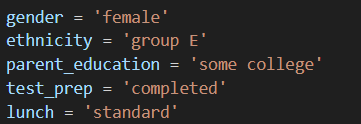 gender = 'female'
ethnicity = 'group E'
parent_education = 'some college'
test_prep = 'completed'
lunch = 'standard'